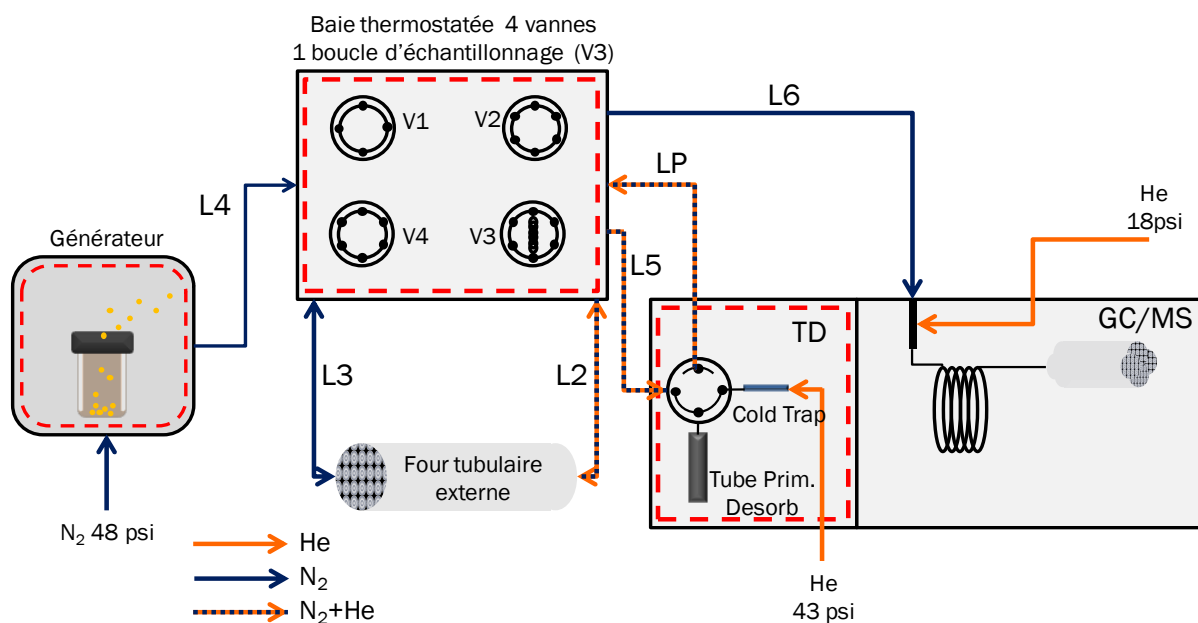 Baie thermostatée 4 vannes
1 boucle d'échantillonnage (V3)
V1
V2
L6
LP
L4
Générateur
V4
V3
He
18psi
L5
TD
GC/MS
L3
L2
Cold Trap
Four tubulaire
externe
Tube Prim.
Desorb
N₂ 48 psi
He
N₂
N₂+He
He
43 psi